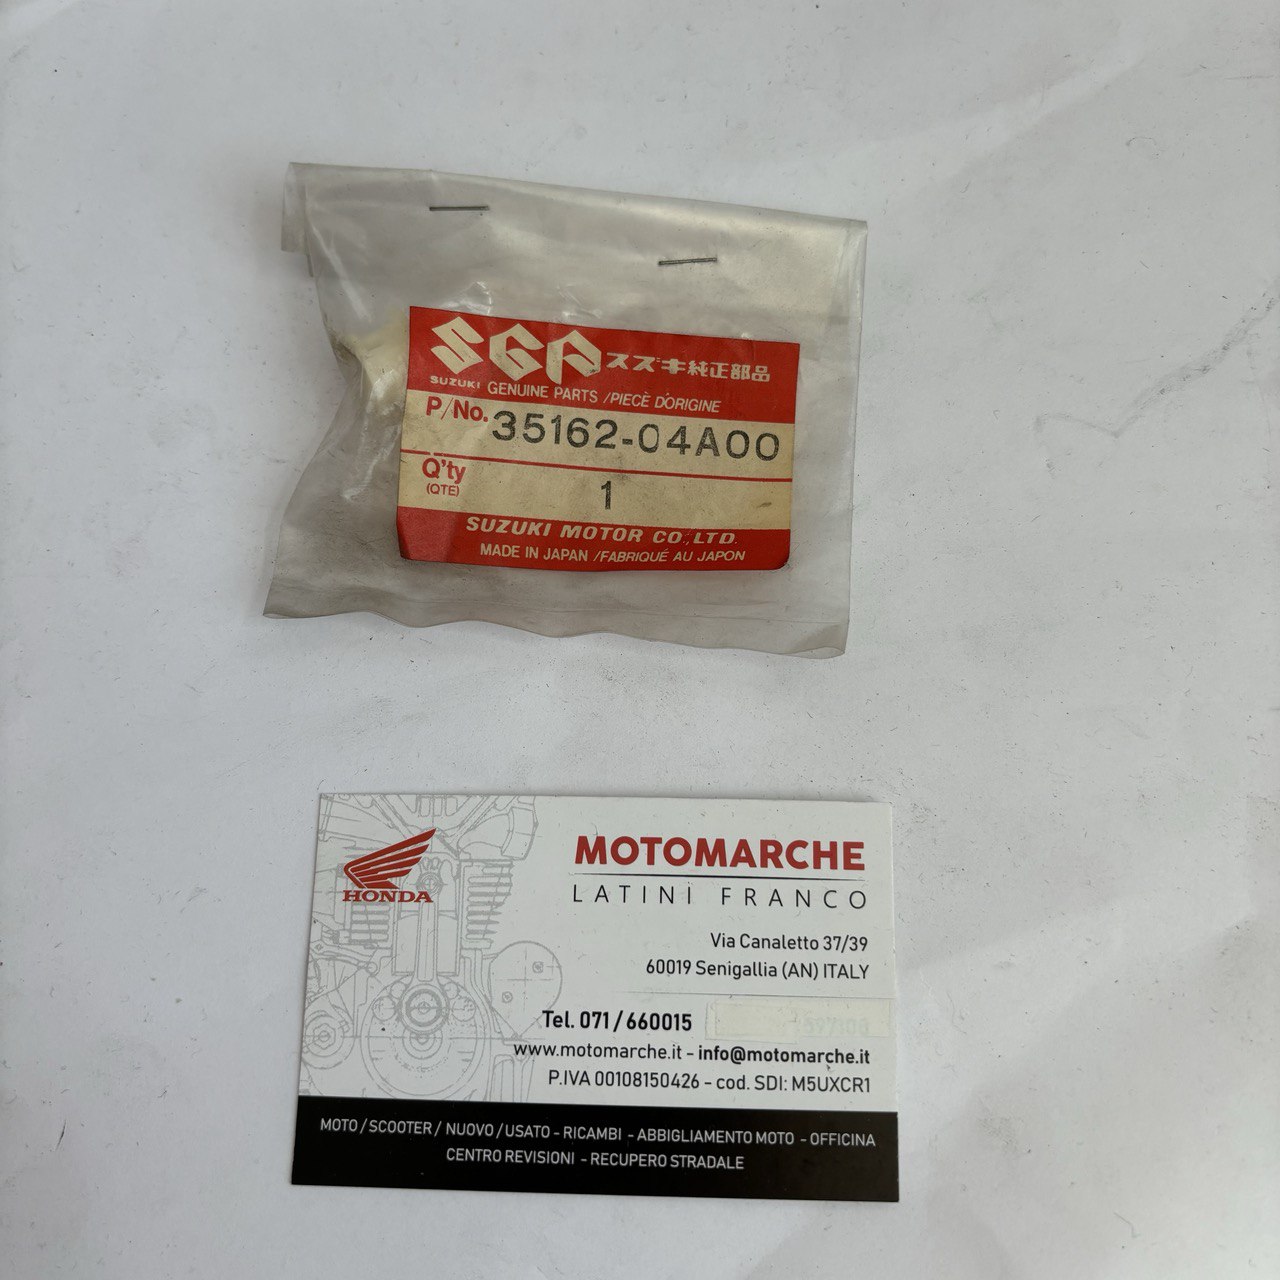 SGP スズキ純正部品
SUZUKI GENUINE PARTS /PIECÈ D'ORIGINE
P/No. 35162-04A00
Q'ty 1
(QTE)
SUZUKI MOTOR CO.,LTD.
MADE IN JAPAN /FABRIQUÉ AU JAPON
HONDA
MOTOMARCHE
LATINI FRANCO
Via Canaletto 37/39
60019 Senigallia (AN) ITALY
Tel. 071/660015
www.motomarche.it - info@motomarche.it
P.IVA 00108150426 - cod. SDI: M5UXCR1
MOTO / SCOOTER / NUOVO / USATO - RICAMBI - ABBIGLIAMENTO MOTO - OFFICINA
CENTRO REVISIONI - RECUPERO STRADALE